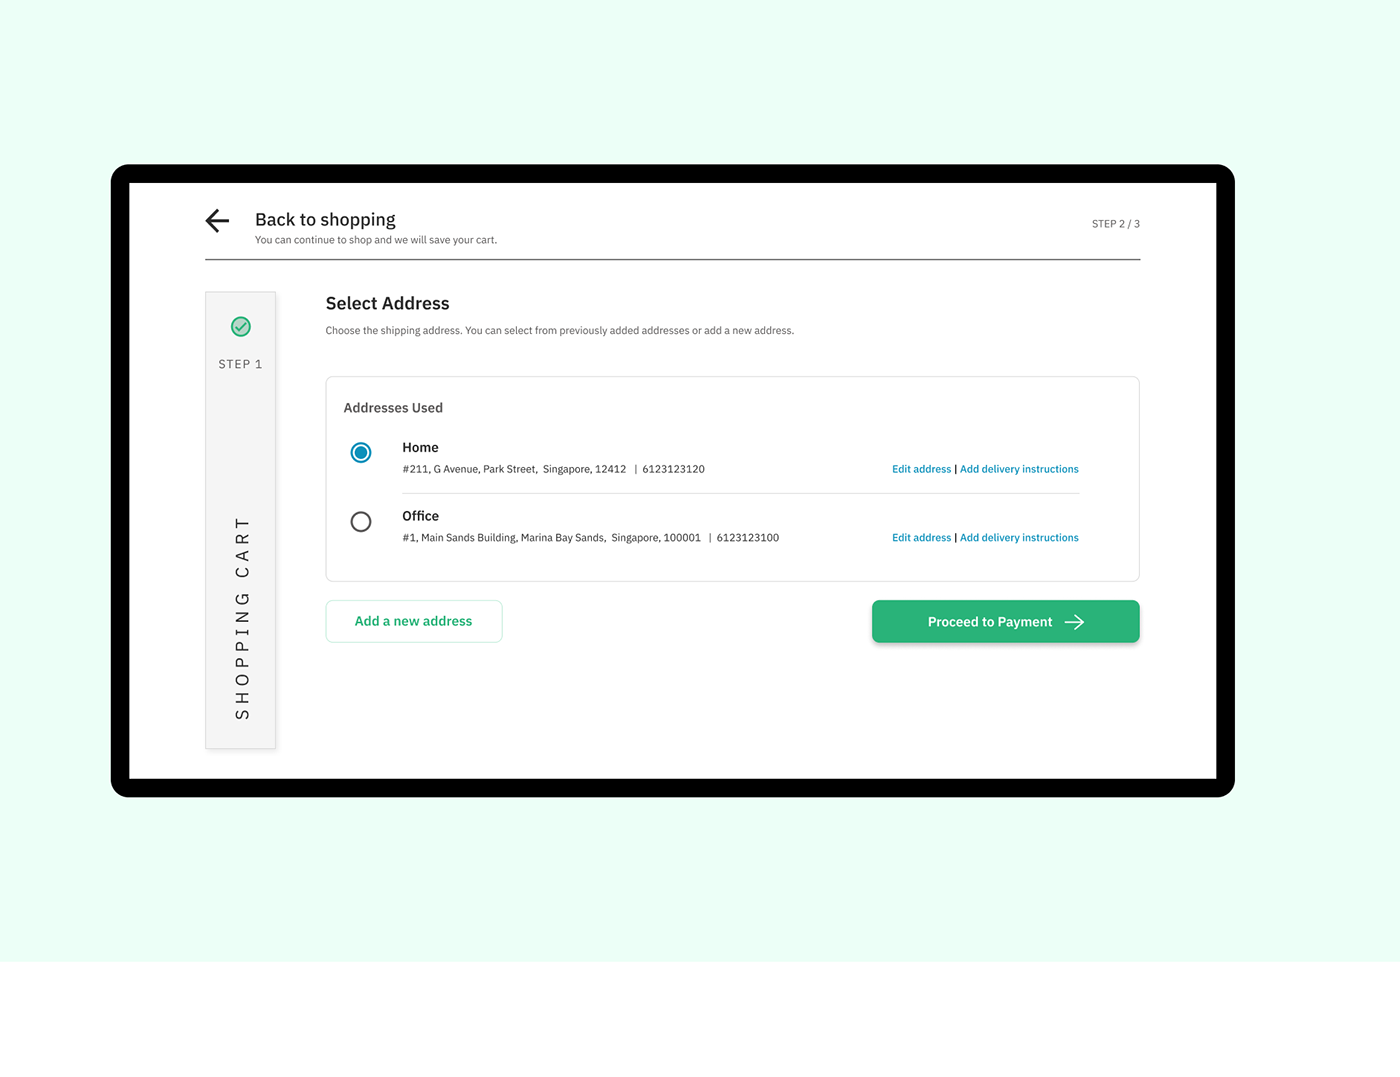 Back to shopping
You can continue to shop and we will save your cart.
STEP 2 / 3
STEP 1
SHOPPING CART
Select Address
Choose the shipping address. You can select from previously added addresses or add a new address.
Addresses Used
Home
#211, G Avenue, Park Street, Singapore, 12412 | 6123123120
Edit address | Add delivery instructions
Office
#1, Main Sands Building, Marina Bay Sands, Singapore, 100001 | 6123123100
Edit address | Add delivery instructions
Add a new address
Proceed to Payment